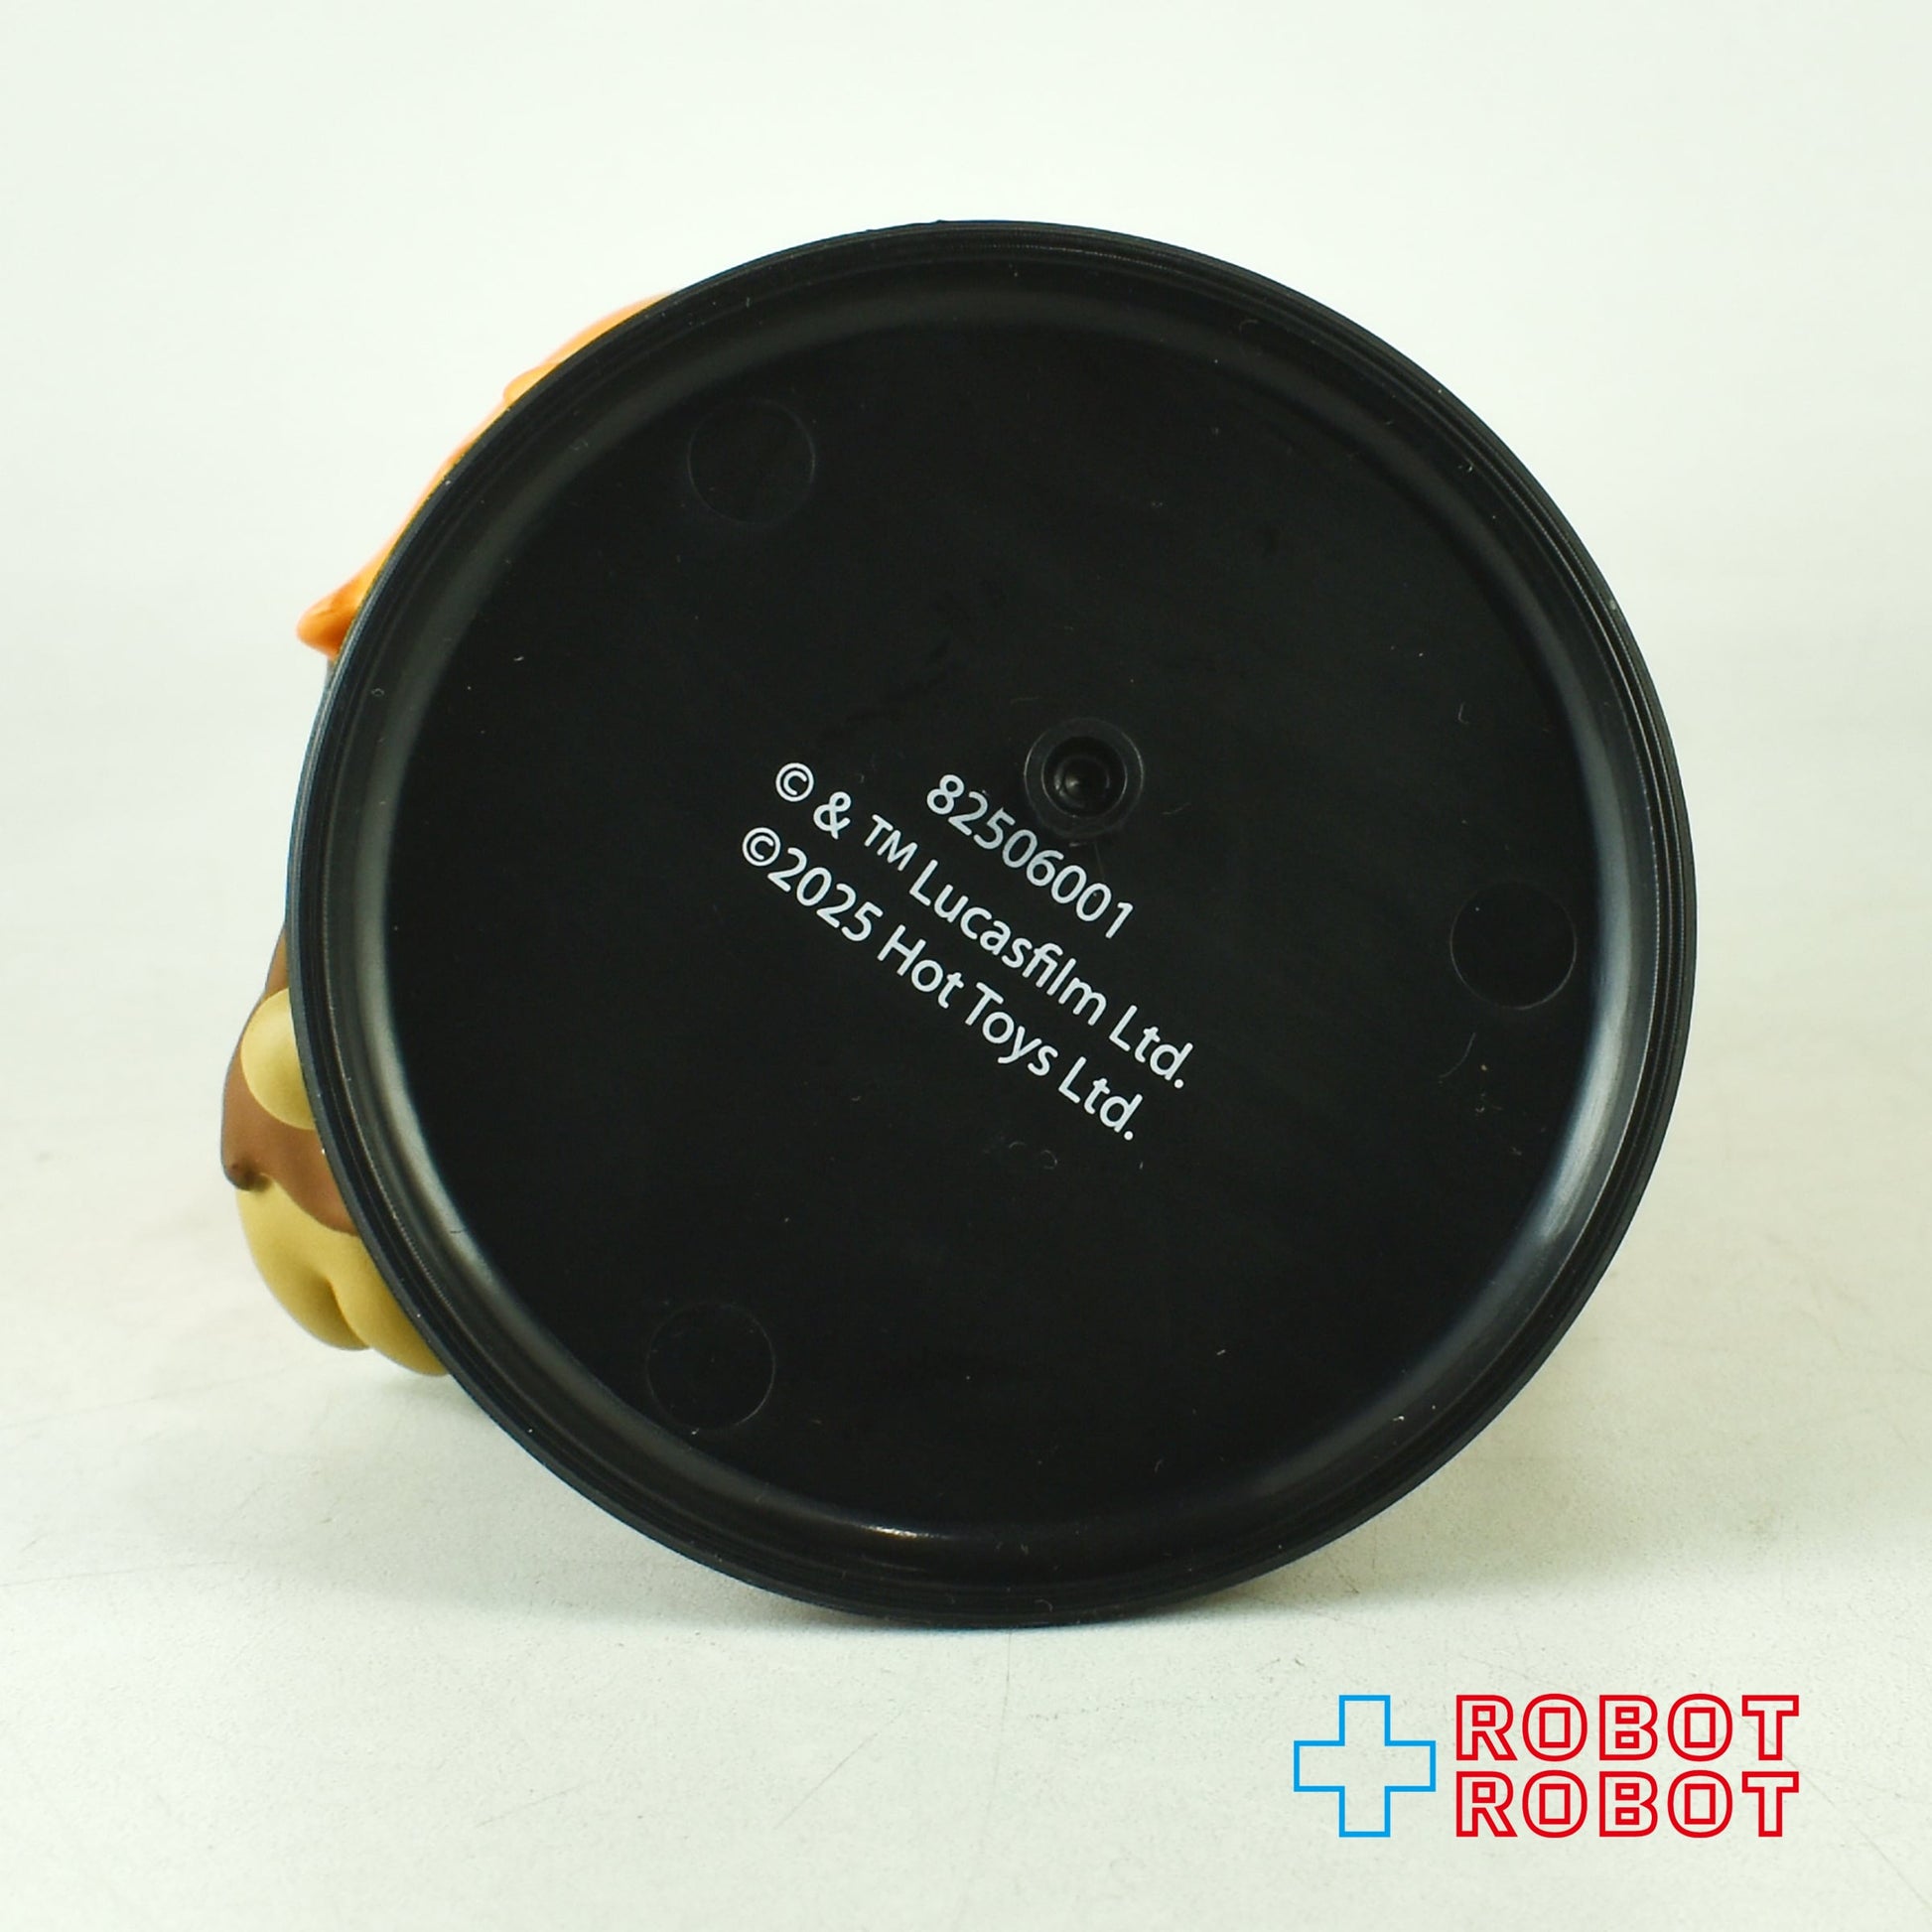 82506001
© & ™ Lucasfilm Ltd.
©2025 Hot Toys Ltd.
ROBOT
ROBOT